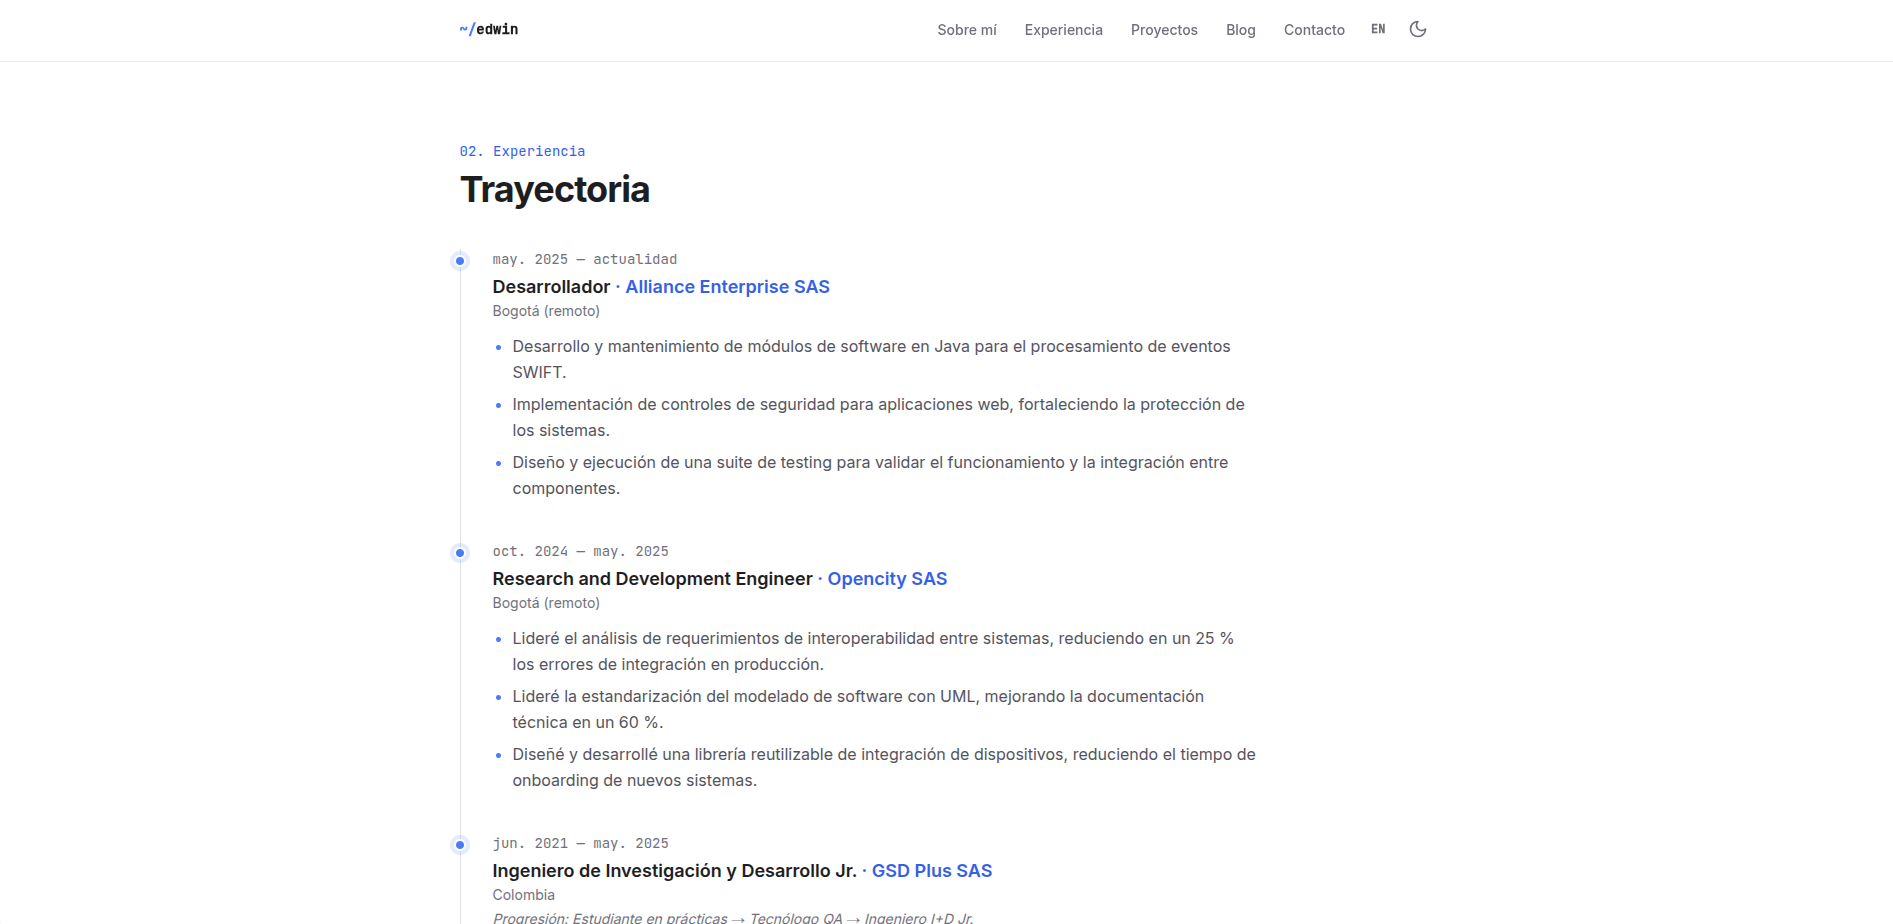 ~/edwin
Sobre mí Experiencia Proyectos Blog Contacto EN
02. Experiencia
Trayectoria
may. 2025 — actualidad
Desarrollador · Alliance Enterprise SAS
Bogotá (remoto)
Desarrollo y mantenimiento de módulos de software en Java para el procesamiento de eventos
SWIFT.
Implementación de controles de seguridad para aplicaciones web, fortaleciendo la protección de
los sistemas.
Diseño y ejecución de una suite de testing para validar el funcionamiento y la integración entre
componentes.
oct. 2024 — may. 2025
Research and Development Engineer · Opencity SAS
Bogotá (remoto)
Lideré el análisis de requerimientos de interoperabilidad entre sistemas, reduciendo en un 25 %
los errores de integración en producción.
Lideré la estandarización del modelado de software con UML, mejorando la documentación
técnica en un 60 %.
Diseñé y desarrollé una librería reutilizable de integración de dispositivos, reduciendo el tiempo de
onboarding de nuevos sistemas.
jun. 2021 — may. 2025
Ingeniero de Investigación y Desarrollo Jr. · GSD Plus SAS
Colombia
Progresión: Estudiante en prácticas → Tecnólogo QA → Ingeniero I+D Jr.